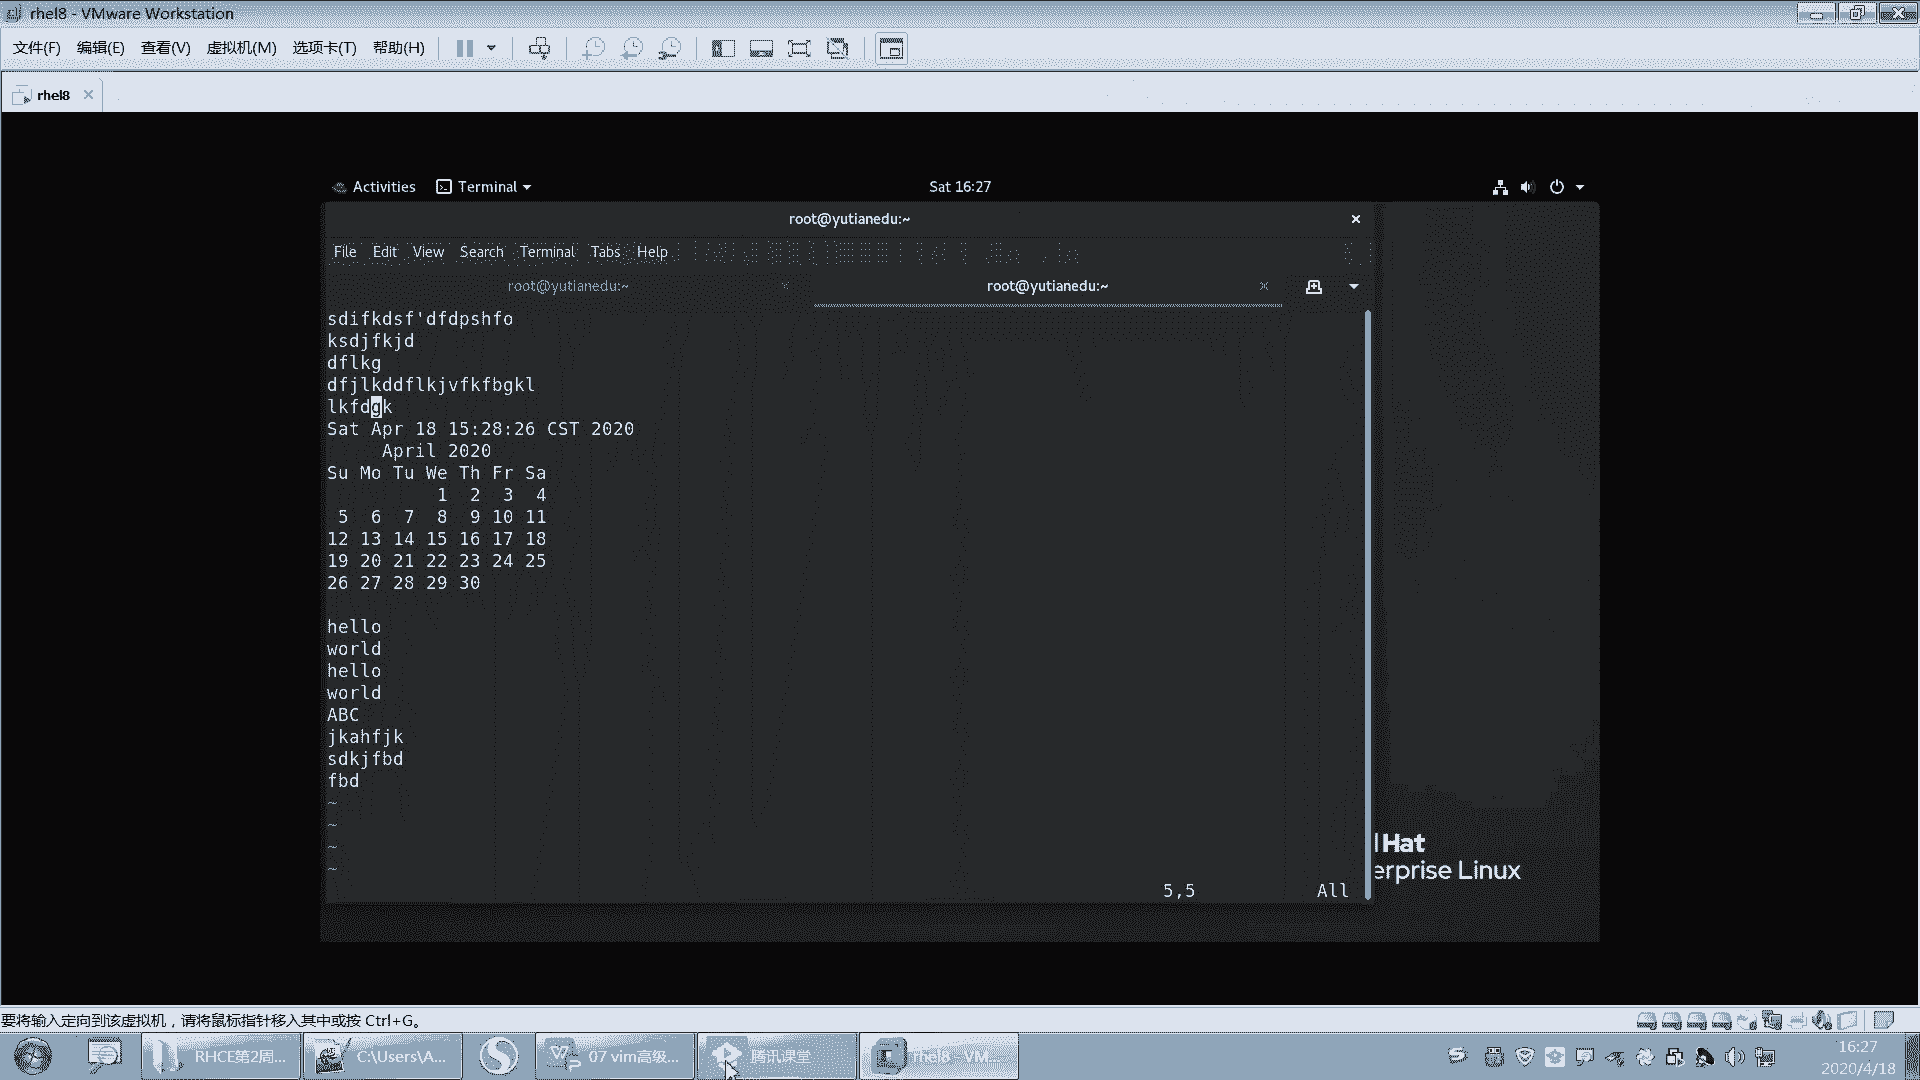 rhel8 - VMware Workstation
文件(F) 编辑(E) 查看(V) 虚拟机(M) 选项卡(T) 帮助(H)
rhel8
Activities Terminal Sat 16:27
root@yutianedu:~
File Edit View Search Terminal Tabs Help
root@yutianedu:~ root@yutianedu:~
sdifkdsf'dfdpshfo
ksdjfkjd
dflkg
dfjlkddflkjvfkfbgkl
lkfdgk
Sat Apr 18 15:28:26 CST 2020
April 2020
Su Mo Tu We Th Fr Sa
1 2 3 4
5 6 7 8 9 10 11
12 13 14 15 16 17 18
19 20 21 22 23 24 25
26 27 28 29 30
hello
world
hello
world
ABC
jkahfjk
sdkjfbd
fbd
~
~
~
~
5,5 All
Hat
erprise Linux
要将输入定向到该虚拟机，请将鼠标指针移入其中或按 Ctrl+G。
RHCE第2周... C:\Users\A... 07 vim高级... 腾讯课堂 rhel8 - VM... 16:27
2020/4/18